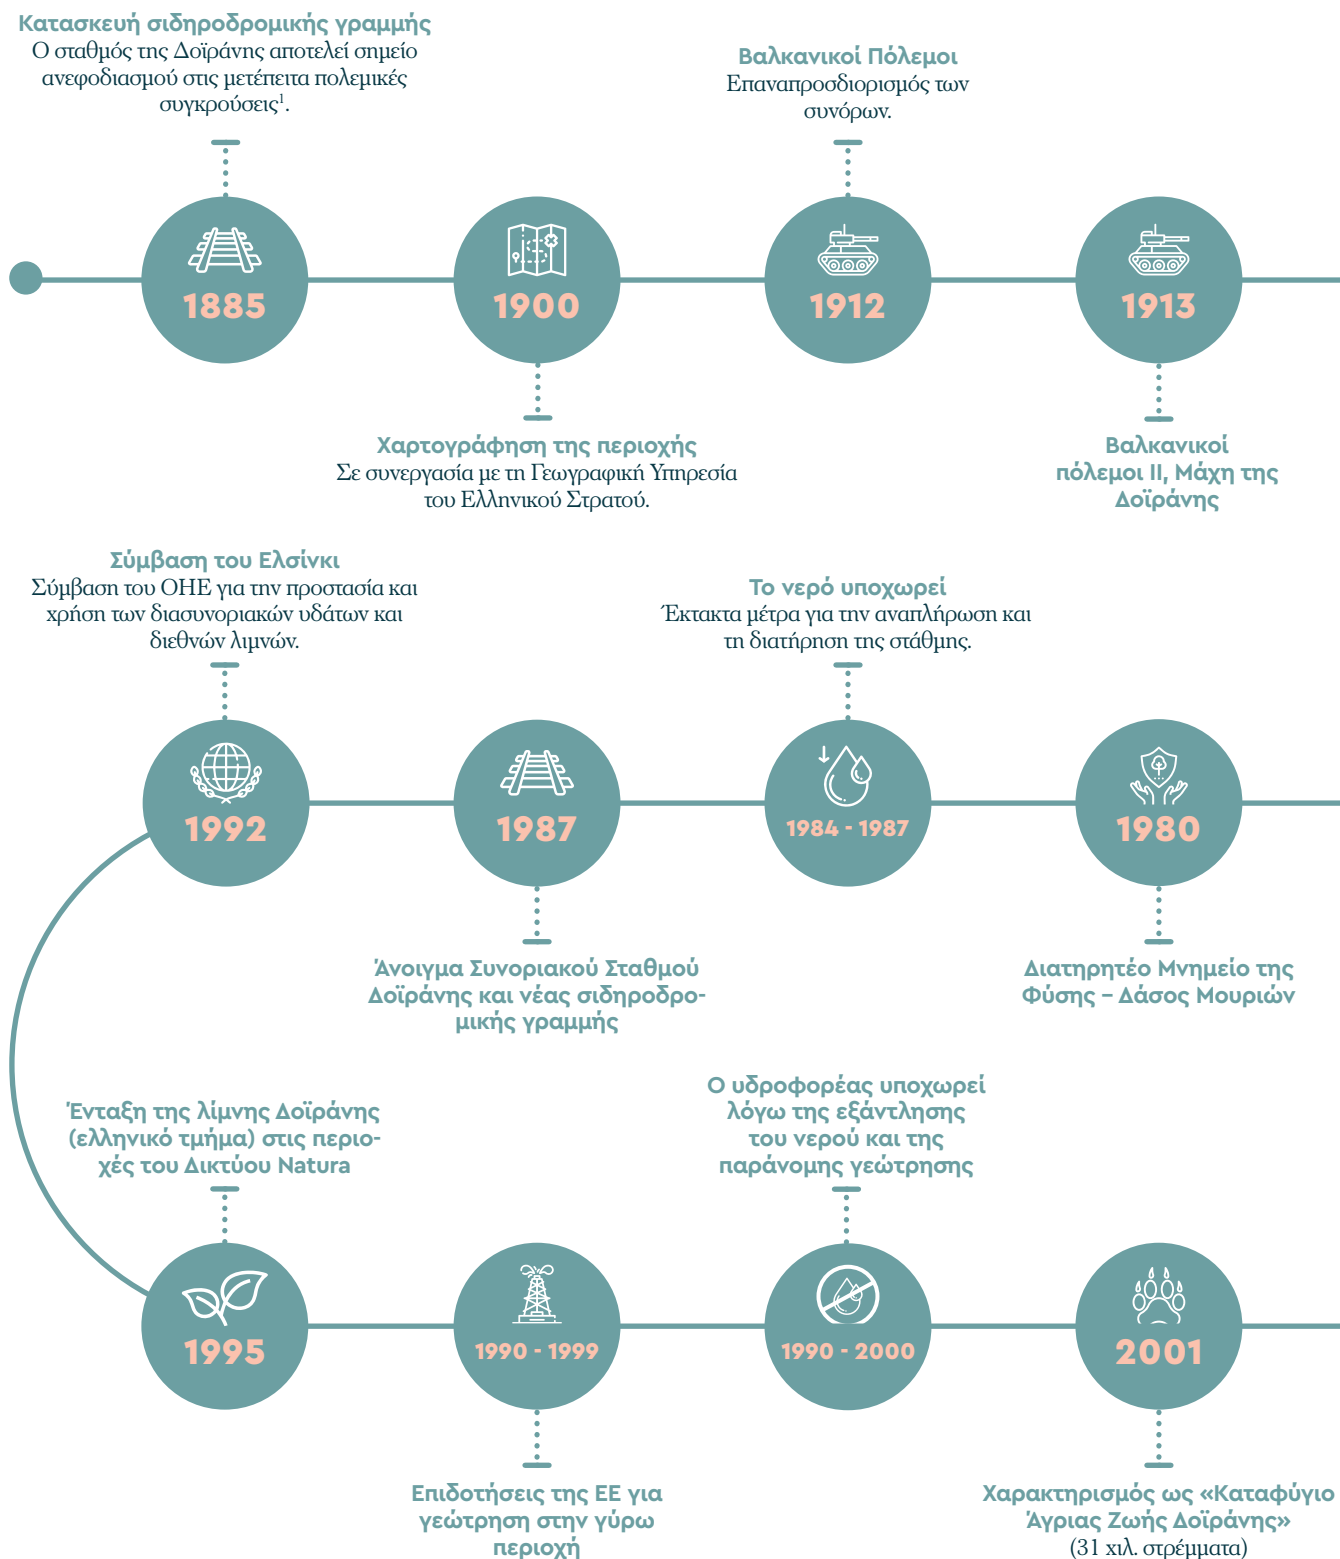 Κατασκευή σιδηροδρομικής γραμμής
Ο σταθμός της Δοϊράνης αποτελεί σημείο
ανεφοδιασμού στις μετέπειτα πολεμικές
συγκρούσεις¹.
1885
1900
Χαρτογράφηση της περιοχής
Σε συνεργασία με τη Γεωγραφική Υπηρεσία
του Ελληνικού Στρατού.
Βαλκανικοί Πόλεμοι
Επαναπροσδιορισμός των
συνόρων.
1912
1913
Βαλκανικοί
πόλεμοι ΙΙ, Μάχη της
Δοϊράνης
Σύμβαση του Ελσίνκι
Σύμβαση του ΟΗΕ για την προστασία και
χρήση των διασυνοριακών υδάτων και
διεθνών λιμνών.
1992
1987
Άνοιγμα Συνοριακού Σταθμού
Δοϊράνης και νέας σιδηροδρο-
μικής γραμμής
Το νερό υποχωρεί
Έκτακτα μέτρα για την αναπλήρωση και
τη διατήρηση της στάθμης.
1984 - 1987
1980
Διατηρητέο Μνημείο της
Φύσης – Δάσος Μουριών
Ένταξη της λίμνης Δοϊράνης
(ελληνικό τμήμα) στις περιο-
χές του Δικτύου Natura
1995
1990 - 1999
Επιδοτήσεις της ΕΕ για
γεώτρηση στην γύρω
περιοχή
Ο υδροφορέας υποχωρεί
λόγω της εξάντλησης
του νερού και της
παράνομης γεώτρησης
1990 - 2000
2001
Χαρακτηρισμός ως «Καταφύγιο
Άγριας Ζωής Δοϊράνης»
(31 χιλ. στρέμματα)